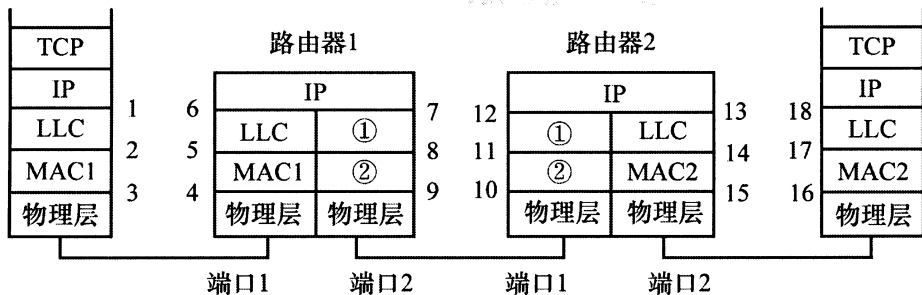 路由器1 路由器2
TCP TCP
IP IP IP IP
1 6 7 12 13 18
LLC LLC ① ① LLC LLC
2 5 8 11 14 17
MAC1 MAC1 ② ② MAC2 MAC2
3 4 9 10 15 16
物理层 物理层 物理层 物理层 物理层 物理层
端口1 端口2 端口1 端口2